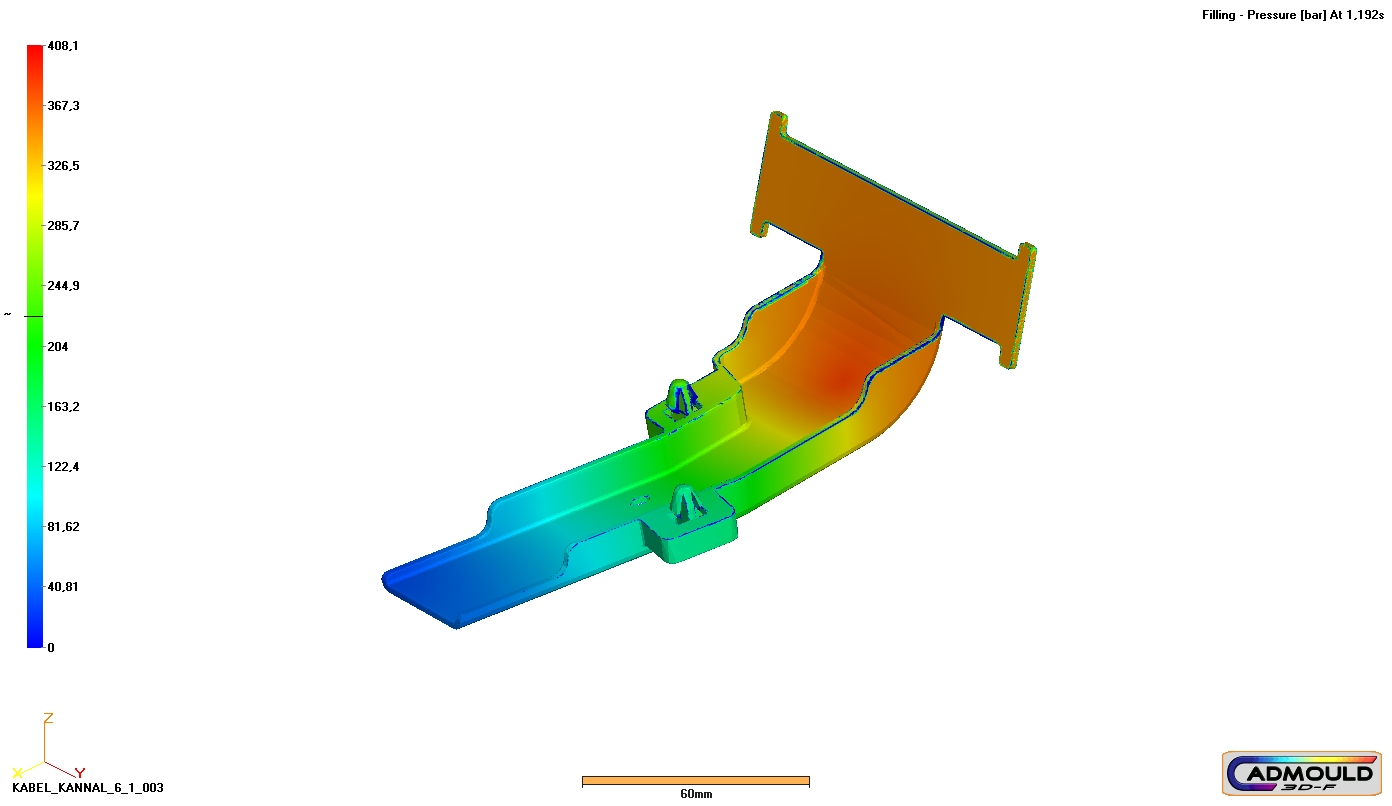 Filling - Pressure [bar] At 1,192s
408,1
367,3
326,5
285,7
244,9
~
204
163,2
122,4
81,62
40,81
0
Z
X Y
KABEL_KANNAL_6_1_003
60mm
CADMOULD
3D-F